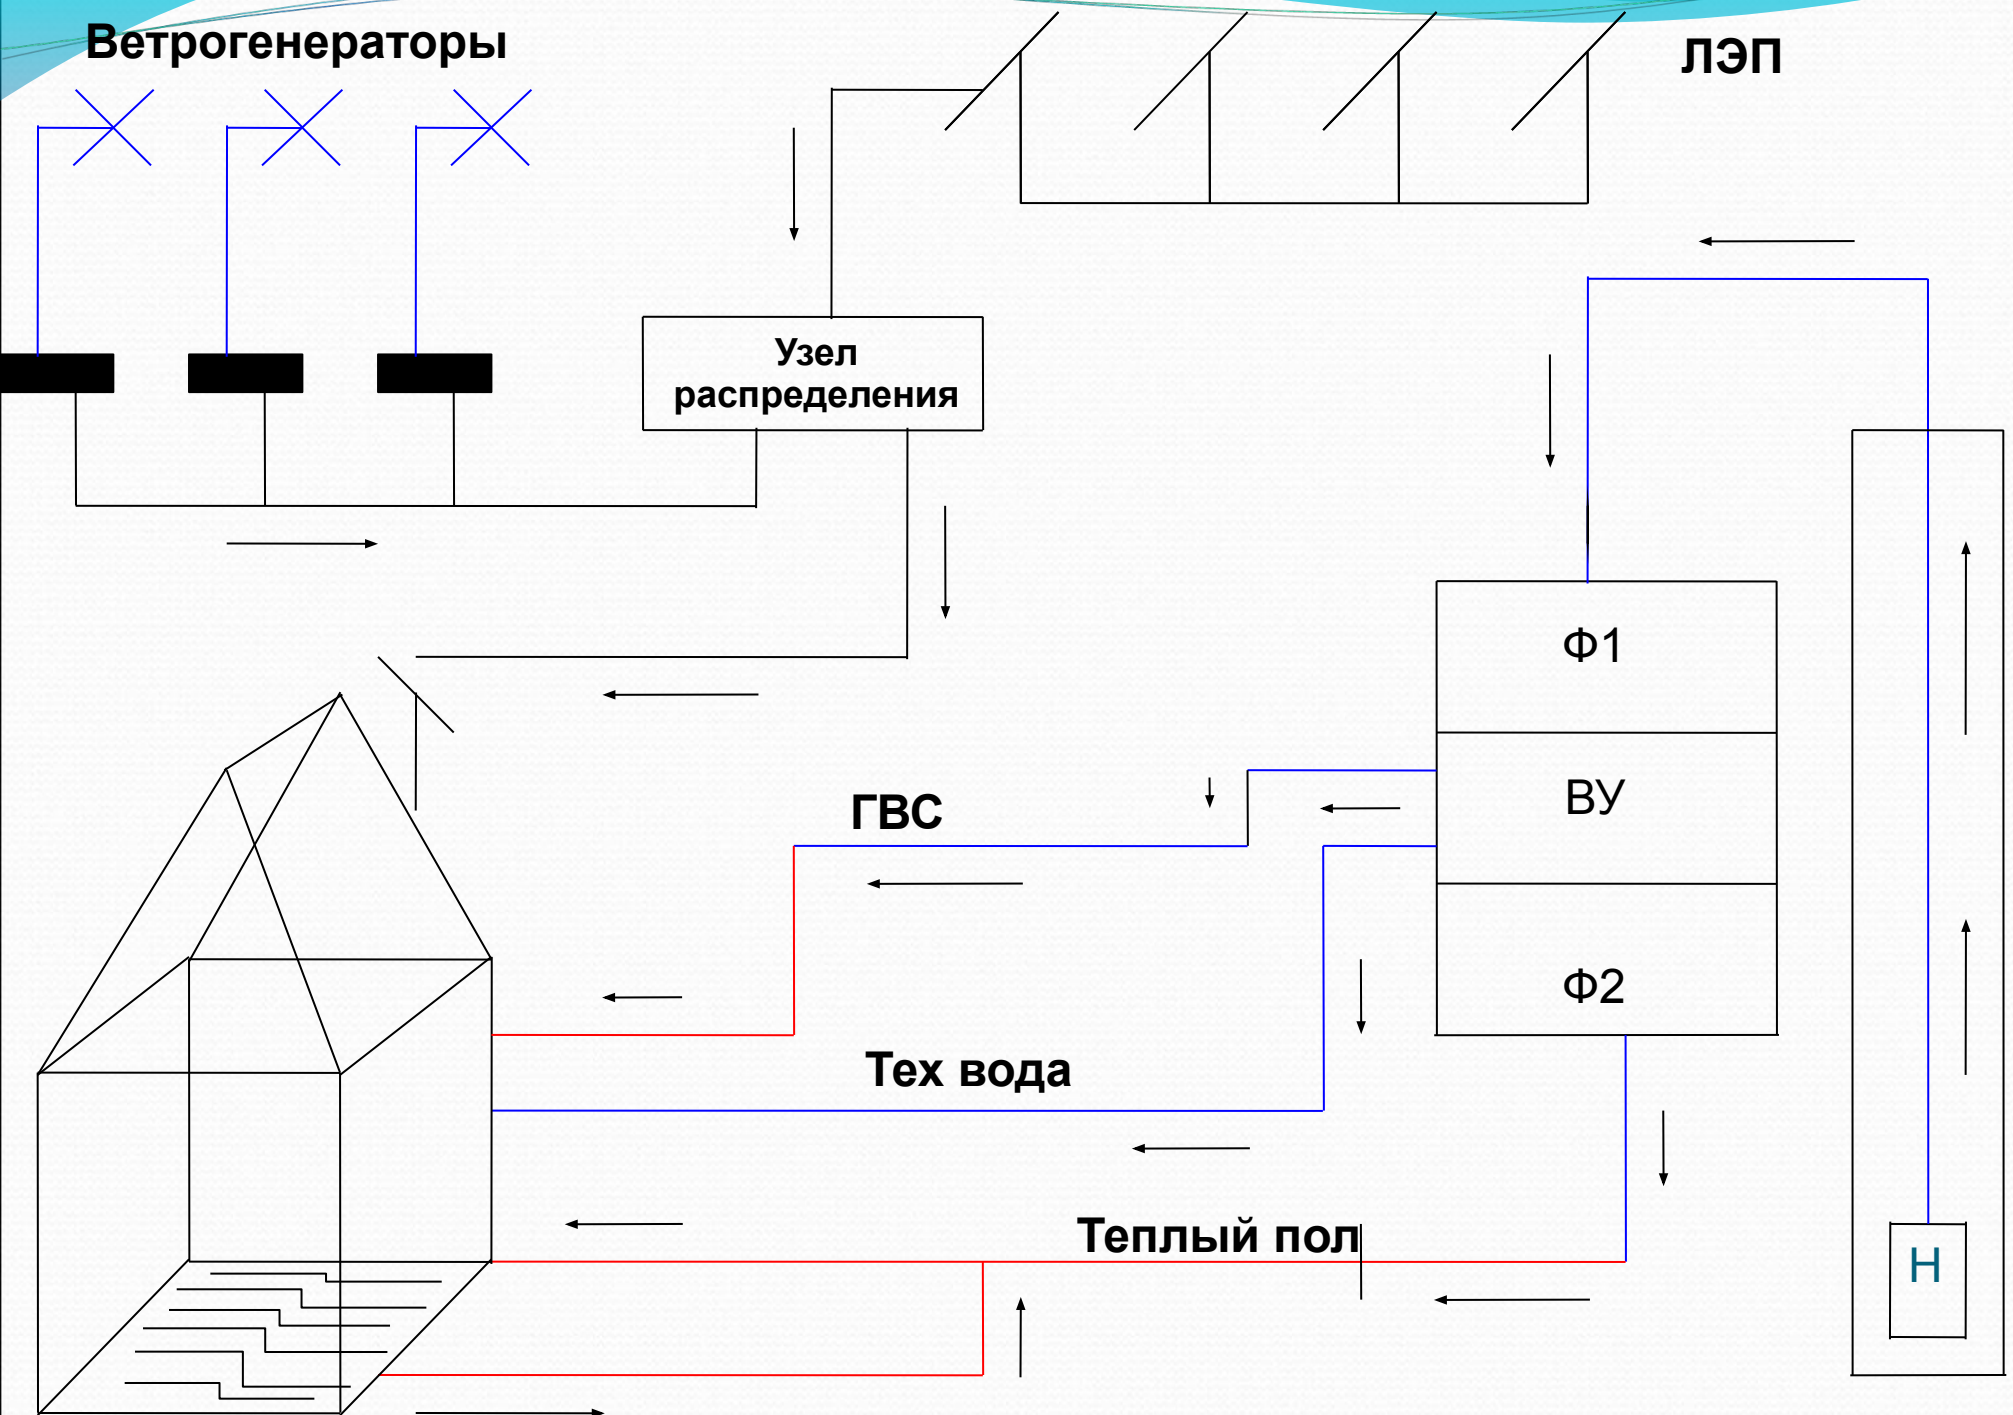 Ветрогенераторы
ЛЭП
Узел
распределения
Ф1
ВУ
ГВС
Ф2
Тех вода
Теплый пол
Н